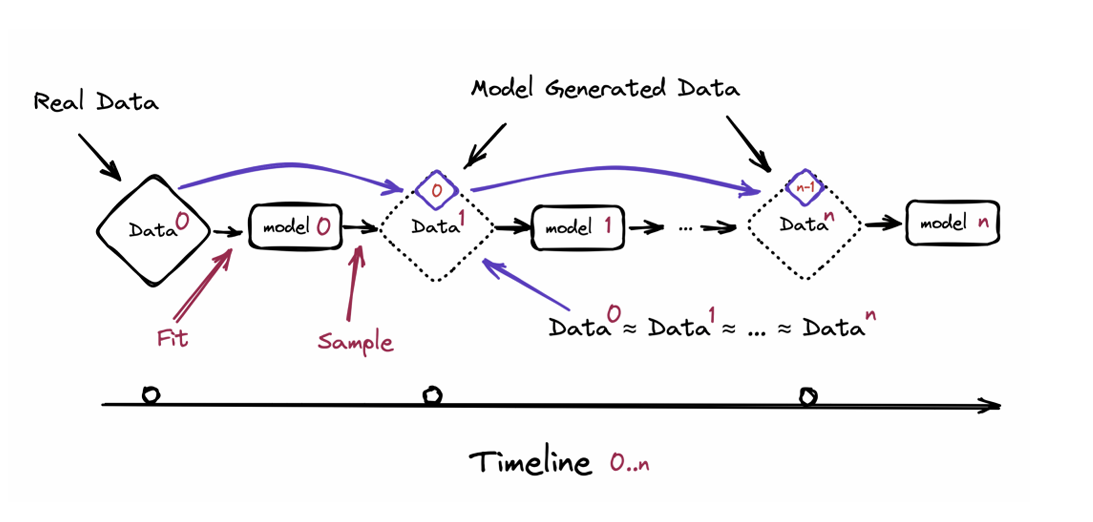 Real Data
Model Generated Data
Data⁰
model 0
0
Data¹
model 1
...
n-1
Dataⁿ
model n
Fit
Sample
Data⁰ ≈ Data¹ ≈ ... ≈ Dataⁿ
Timeline 0..n